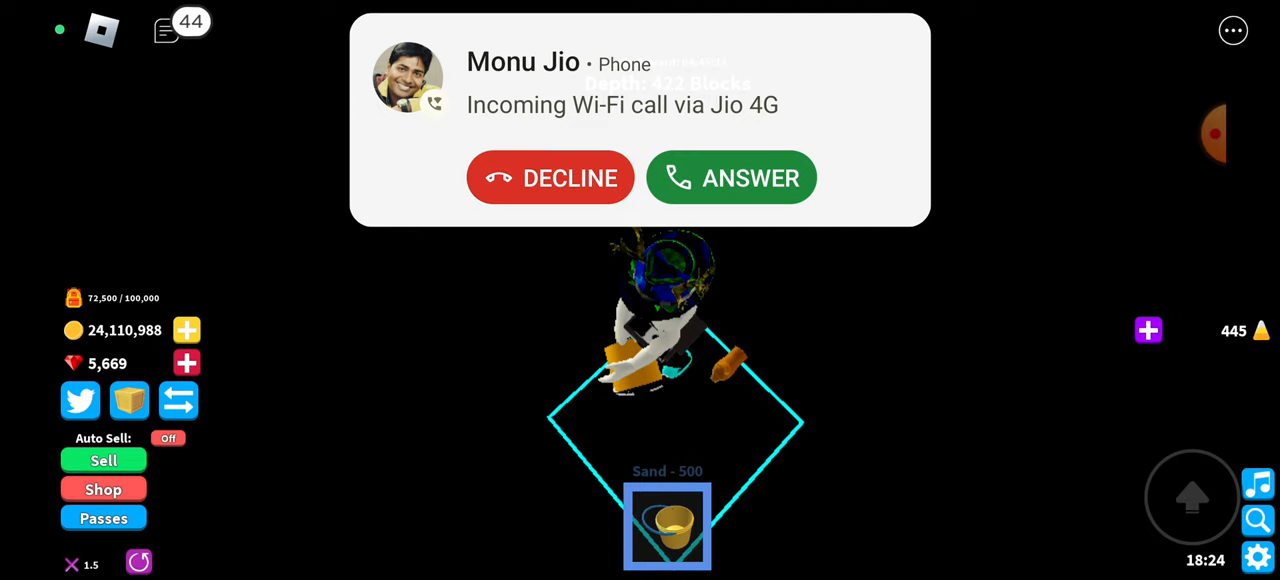 44
Monu Jio • Phone
Depth: 422 Blocks
Incoming Wi-Fi call via Jio 4G
DECLINE
ANSWER
72,500 / 100,000
24,110,988
5,669
445
Auto Sell: Off
Sell
Shop
Passes
Sand - 500
1.5
18:24